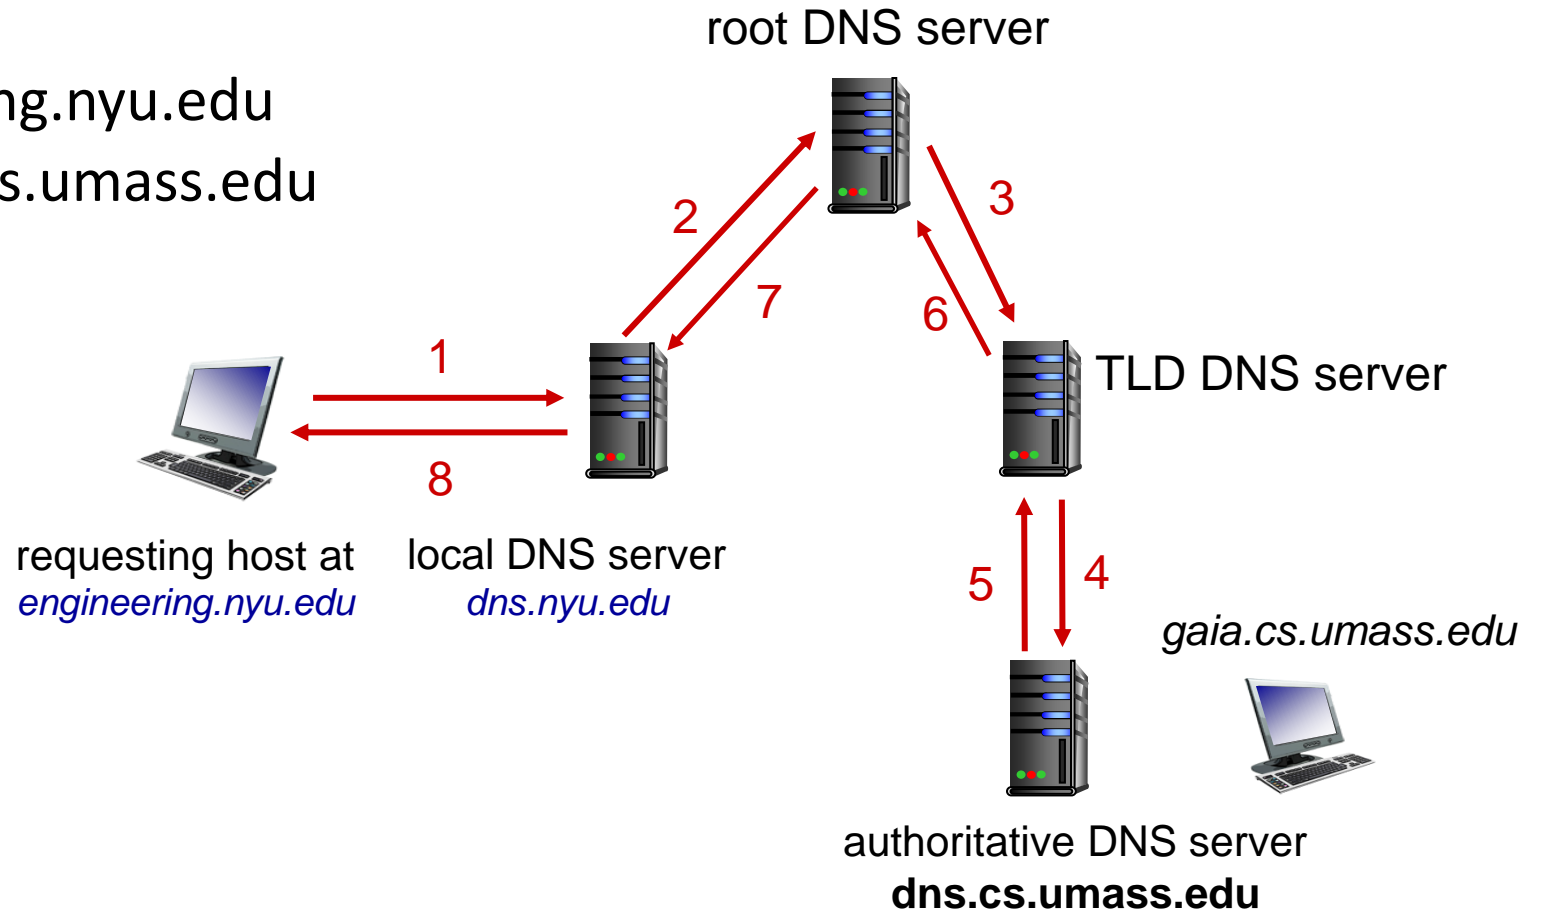 root DNS server
ng.nyu.edu
s.umass.edu
2
3
7
6
1
TLD DNS server
8
requesting host at
engineering.nyu.edu
local DNS server
dns.nyu.edu
5
4
gaia.cs.umass.edu
authoritative DNS server
dns.cs.umass.edu